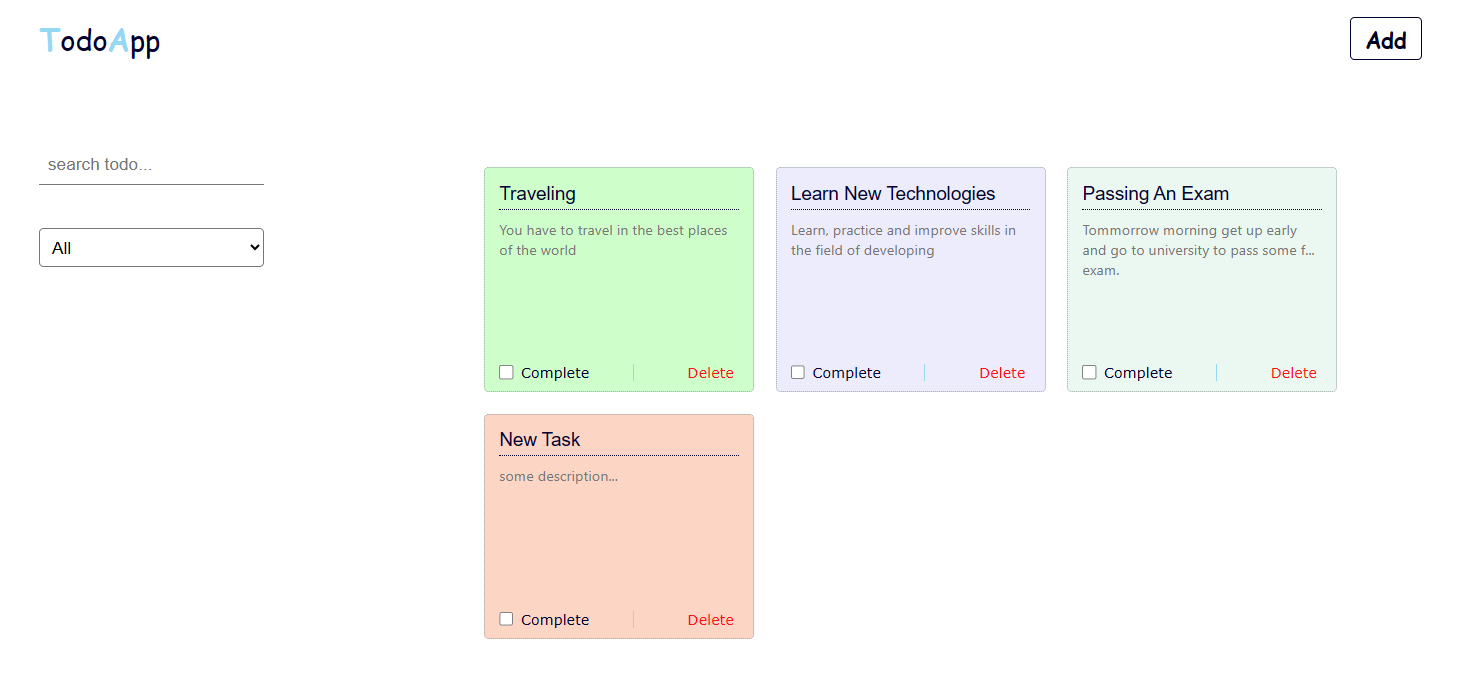 TodoApp
Add
search todo...
All
Traveling
You have to travel in the best places
of the world
Complete
Delete
Learn New Technologies
Learn, practice and improve skills in
the field of developing
Complete
Delete
Passing An Exam
Tommorrow morning get up early
and go to university to pass some f...
exam.
Complete
Delete
New Task
some description...
Complete
Delete